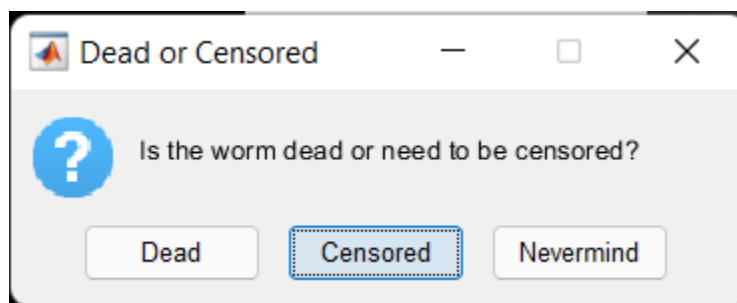 Dead or Censored
Is the worm dead or need to be censored?
Dead Censored Nevermind